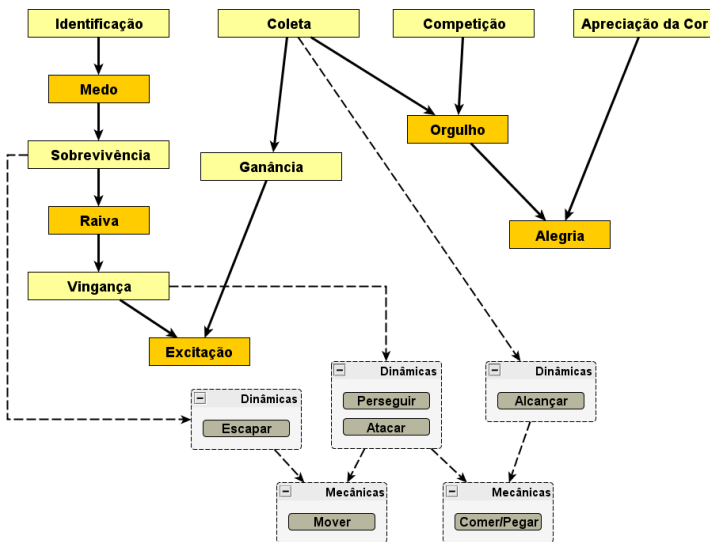 Identificação
Coleta
Competição
Apreciação da Cor
Medo
Orgulho
Sobrevivência
Ganância
Raiva
Alegria
Vingança
Excitação
Dinâmicas
Perseguir
Atacar
Dinâmicas
Alcançar
Dinâmicas
Escapar
Mecânicas
Mover
Mecânicas
Comer/Pegar